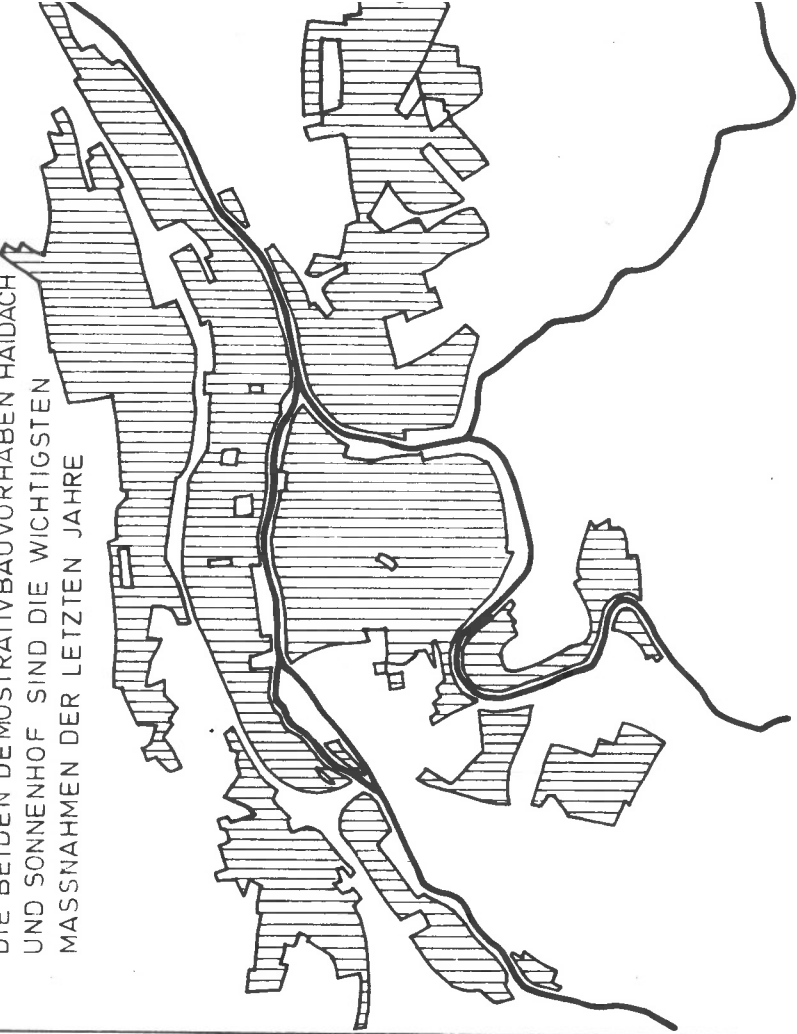 DIE BEIDEN DEMOSTRATIVBAUVORHABEN HAIDACH
UND SONNENHOF SIND DIE WICHTIGSTEN
MASSNAHMEN DER LETZTEN JAHRE